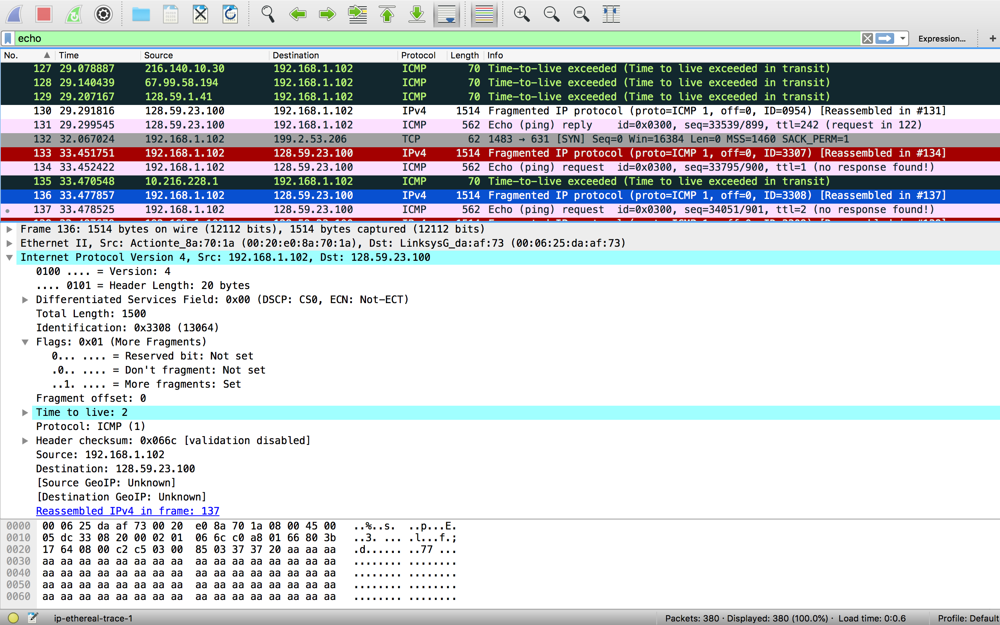 echo
Expression... +
No. Time Source Destination Protocol Length Info
127 29.078887 216.140.10.30 192.168.1.102 ICMP 70 Time-to-live exceeded (Time to live exceeded in transit)
128 29.140439 67.99.58.194 192.168.1.102 ICMP 70 Time-to-live exceeded (Time to live exceeded in transit)
129 29.207167 128.59.1.41 192.168.1.102 ICMP 70 Time-to-live exceeded (Time to live exceeded in transit)
130 29.291816 128.59.23.100 192.168.1.102 IPv4 1514 Fragmented IP protocol (proto=ICMP 1, off=0, ID=0954) [Reassembled in #131]
131 29.299545 128.59.23.100 192.168.1.102 ICMP 562 Echo (ping) reply id=0x0300, seq=33539/899, ttl=242 (request in 122)
132 32.067024 192.168.1.102 199.2.53.206 TCP 62 1483 → 631 [SYN] Seq=0 Win=16384 Len=0 MSS=1460 SACK_PERM=1
133 33.451751 192.168.1.102 128.59.23.100 IPv4 1514 Fragmented IP protocol (proto=ICMP 1, off=0, ID=3307) [Reassembled in #134]
134 33.452422 192.168.1.102 128.59.23.100 ICMP 562 Echo (ping) request id=0x0300, seq=33795/900, ttl=1 (no response found!)
135 33.470548 10.216.228.1 192.168.1.102 ICMP 70 Time-to-live exceeded (Time to live exceeded in transit)
136 33.477857 192.168.1.102 128.59.23.100 IPv4 1514 Fragmented IP protocol (proto=ICMP 1, off=0, ID=3308) [Reassembled in #137]
137 33.478525 192.168.1.102 128.59.23.100 ICMP 562 Echo (ping) request id=0x0300, seq=34051/901, ttl=2 (no response found!)
Frame 136: 1514 bytes on wire (12112 bits), 1514 bytes captured (12112 bits)
Ethernet II, Src: Actionte_8a:70:1a (00:20:e0:8a:70:1a), Dst: LinksysG_da:af:73 (00:06:25:da:af:73)
Internet Protocol Version 4, Src: 192.168.1.102, Dst: 128.59.23.100
0100 .... = Version: 4
.... 0101 = Header Length: 20 bytes
Differentiated Services Field: 0x00 (DSCP: CS0, ECN: Not-ECT)
Total Length: 1500
Identification: 0x3308 (13064)
Flags: 0x01 (More Fragments)
0... .... = Reserved bit: Not set
.0.. .... = Don't fragment: Not set
..1. .... = More fragments: Set
Fragment offset: 0
Time to live: 2
Protocol: ICMP (1)
Header checksum: 0x066c [validation disabled]
Source: 192.168.1.102
Destination: 128.59.23.100
[Source GeoIP: Unknown]
[Destination GeoIP: Unknown]
Reassembled IPv4 in frame: 137
0000 00 06 25 da af 73 00 20 e0 8a 70 1a 08 00 45 00 ..%..s. ..p...E.
0010 05 dc 33 08 20 00 02 01 06 6c c0 a8 01 66 80 3b ..3. ... .l...f.;
0020 17 64 08 00 c2 c5 03 00 85 03 37 37 20 aa aa aa .d...... ..77 ...
0030 aa aa aa aa aa aa aa aa aa aa aa aa aa aa aa aa ........ ........
0040 aa aa aa aa aa aa aa aa aa aa aa aa aa aa aa aa ........ ........
0050 aa aa aa aa aa aa aa aa aa aa aa aa aa aa aa aa ........ ........
0060 aa aa aa aa aa aa aa aa aa aa aa aa aa aa aa aa ........ ........
ip-ethereal-trace-1 Packets: 380 · Displayed: 380 (100.0%) · Load time: 0:0.6 Profile: Default